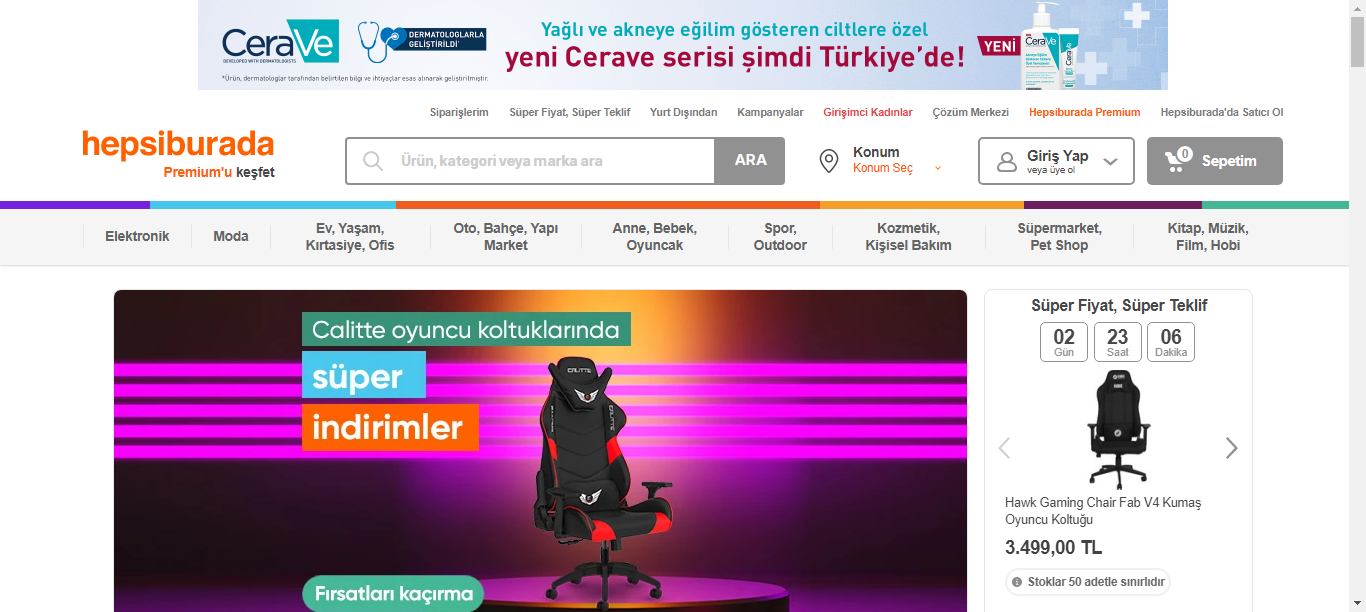 CeraVe
DEVELOPED WITH DERMATOLOGISTS
DERMATOLOGLARLA
GELİŞTİRİLDİ*
*Ürün, dermatologlar tarafından belirtilen bilgi ve ihtiyaçlar esas alınarak geliştirilmiştir.
Yağlı ve akneye eğilim gösteren ciltlere özel
yeni Cerave serisi şimdi Türkiye'de!
YENİ
CeraVe
CeraVe
Siparişlerim
Süper Fiyat, Süper Teklif
Yurt Dışından
Kampanyalar
Girişimci Kadınlar
Çözüm Merkezi
Hepsiburada Premium
Hepsiburada'da Satıcı Ol
hepsiburada
Premium'u keşfet
Ürün, kategori veya marka ara
ARA
Konum
Konum Seç
Giriş Yap
veya üye ol
0
Sepetim
Elektronik
Moda
Ev, Yaşam,
Kırtasiye, Ofis
Oto, Bahçe, Yapı
Market
Anne, Bebek,
Oyuncak
Spor,
Outdoor
Kozmetik,
Kişisel Bakım
Süpermarket,
Pet Shop
Kitap, Müzik,
Film, Hobi
Calitte oyuncu koltuklarında
süper
indirimler
CALITTE
CALITTE
Fırsatları kaçırma
Süper Fiyat, Süper Teklif
02 23 06
Gün Saat Dakika
Hawk Gaming Chair Fab V4 Kumaş
Oyuncu Koltuğu
3.499,00 TL
Stoklar 50 adetle sınırlıdır